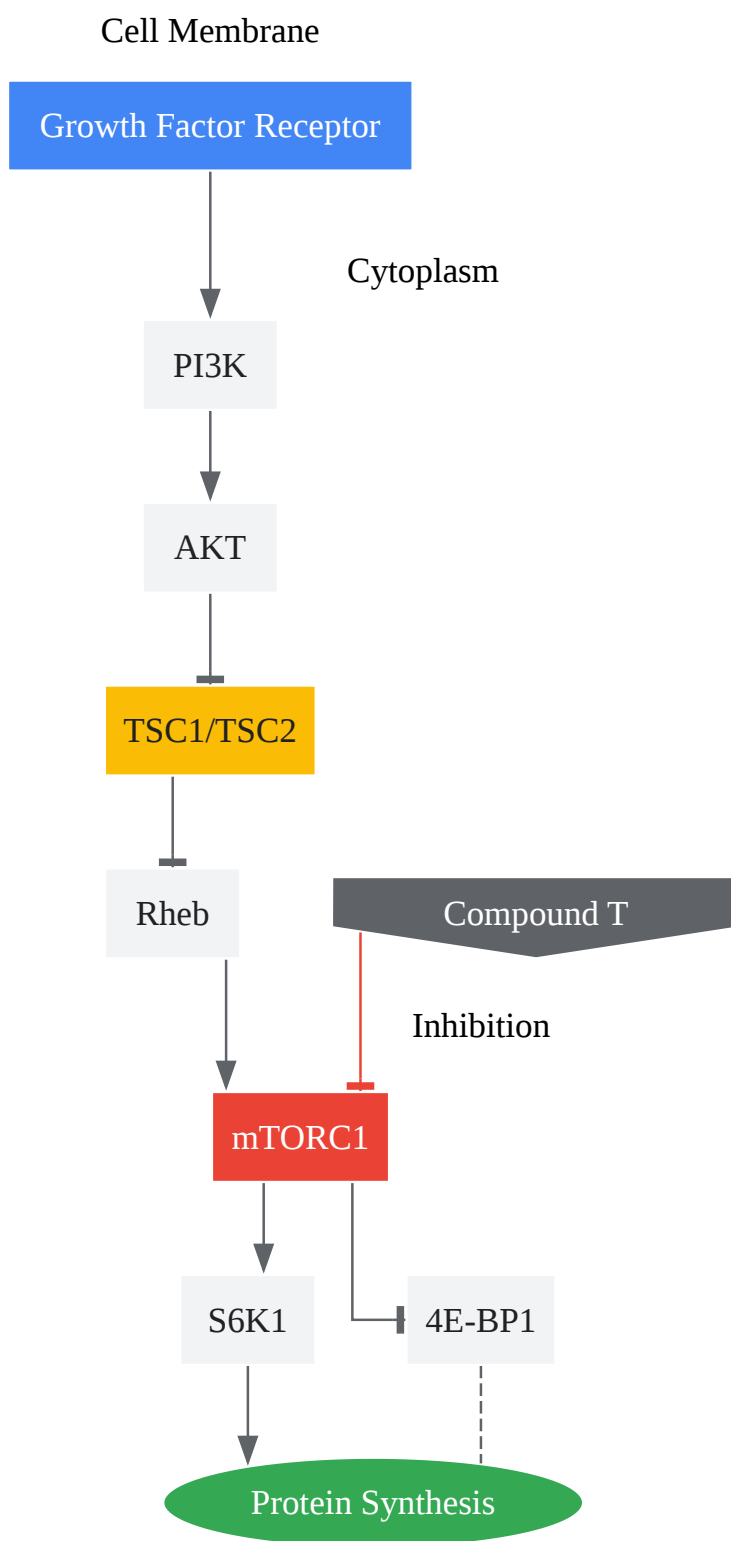 Cell Membrane
Growth Factor Receptor
Cytoplasm
PI3K
AKT
TSC1/TSC2
Rheb
Compound T
Inhibition
mTORC1
S6K1
4E-BP1
Protein Synthesis